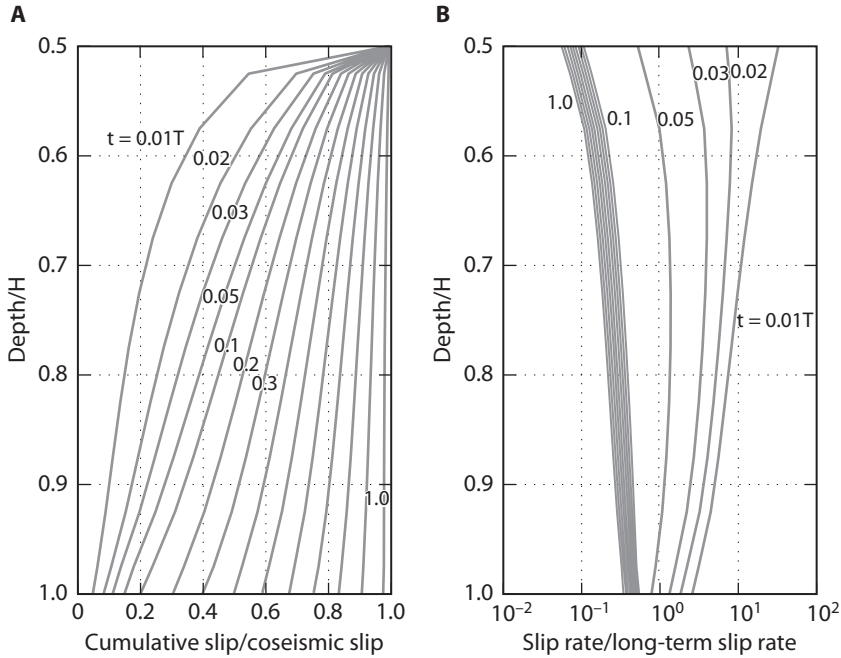 A
0.5
0.6
0.7
0.8
0.9
1.0
Depth/H
t = 0.01T
0.02
0.03
0.05
0.1
0.2
0.3
1.0
0 0.2 0.4 0.6 0.8 1.0
Cumulative slip/coseismic slip
B
0.5
0.6
0.7
0.8
0.9
1.0
Depth/H
1.0
0.1
0.05
0.03
0.02
t = 0.01T
10⁻² 10⁻¹ 10⁰ 10¹ 10²
Slip rate/long-term slip rate